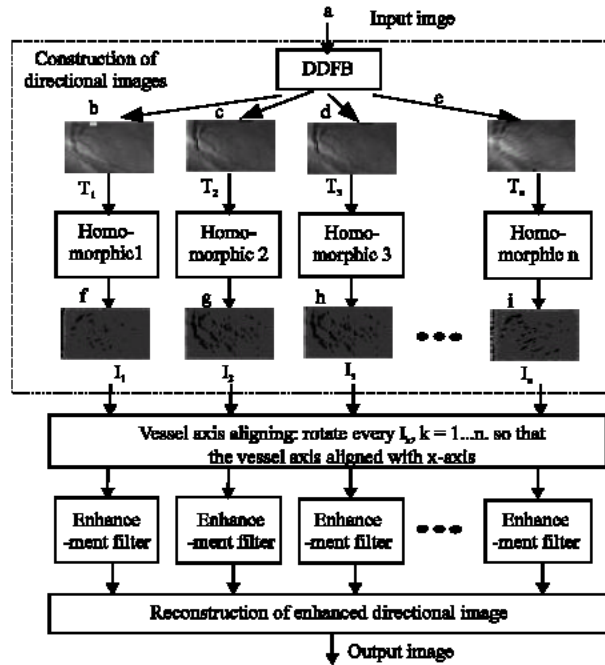 a
Input imge
Construction of
directional images
DDFB
b
c
d
e
T₁
T₂
T₃
Tₙ
Homo-
morphic1
Homo-
morphic 2
Homo-
morphic 3
Homo-
morphic n
f
g
h
i
I₁
I₂
I₃
Iₙ
Vessel axis aligning: rotate every Iₖ, k = 1...n. so that
the vessel axis aligned with x-axis
Enhance
-ment filter
Enhance
-ment filter
Enhance
-ment filter
Enhance
-ment filter
Reconstruction of enhanced directional image
Output image